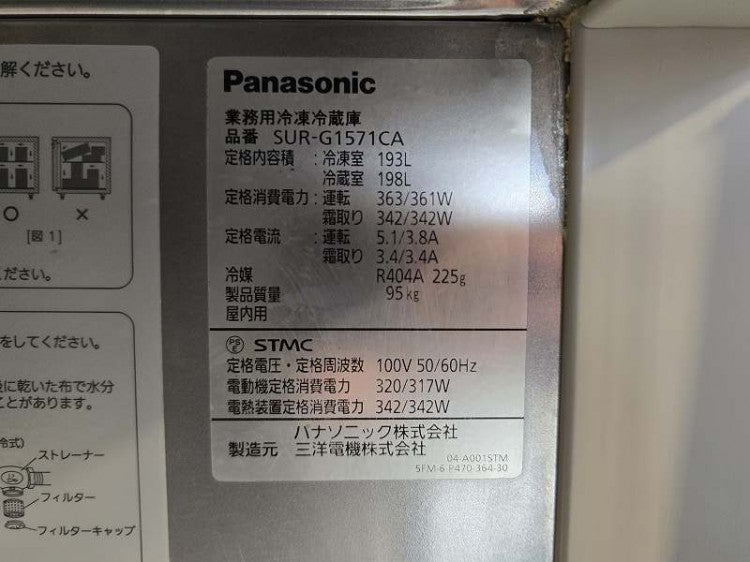 解ください。
○
×
[図1]
ください。
をしてください。
後に乾いた布で水分
ことがあります。
冷式)
ストレーナー
フィルター
フィルターキャップ
Panasonic
業務用冷凍冷蔵庫
品番 SUR-G1571CA
定格内容積 : 冷凍室 193L
冷蔵室 198L
定格消費電力 : 運転 363/361W
霜取り 342/342W
定格電流 : 運転 5.1/3.8A
霜取り 3.4/3.4A
冷媒 R404A 225g
製品質量 95kg
屋内用
PSE STMC
定格電圧・定格周波数 100V 50/60Hz
電動機定格消費電力 320/317W
電熱装置定格消費電力 342/342W
パナソニック株式会社
製造元 三洋電機株式会社
04-A001STM
5FM-6 P470-364-30